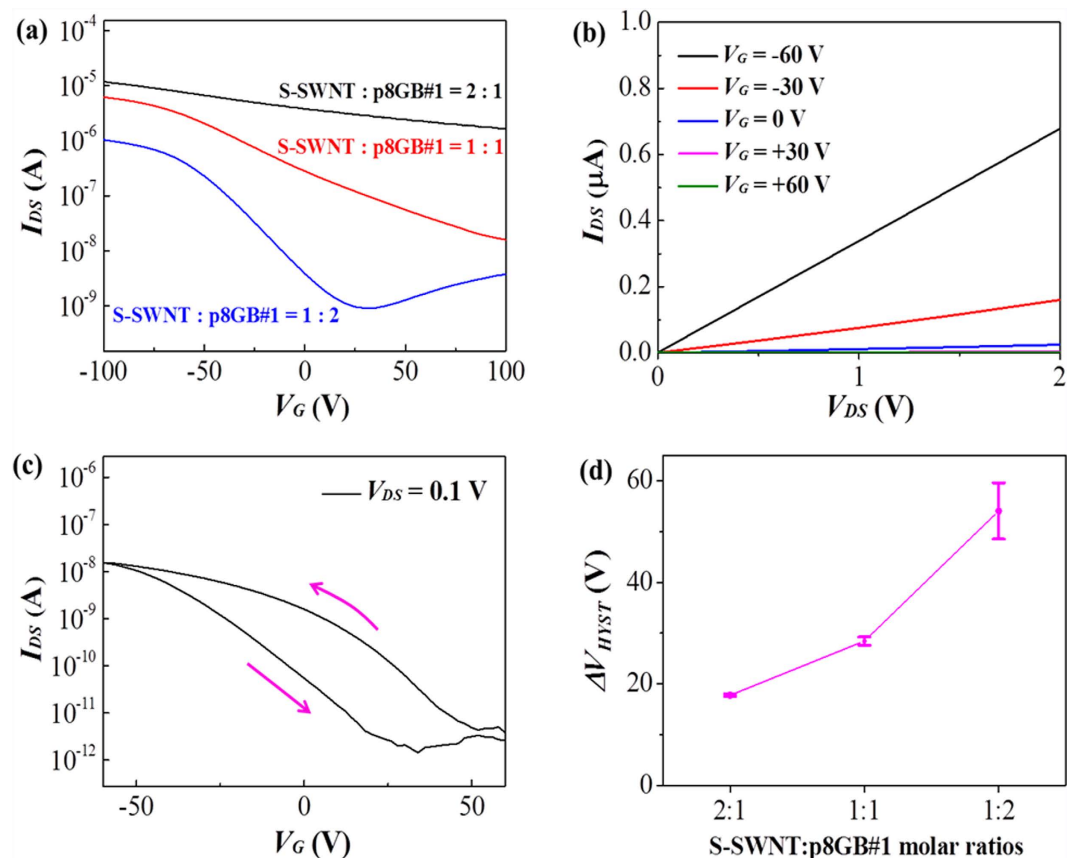 (a)
10^-4
10^-5
10^-6
10^-7
10^-8
10^-9
I_DS (A)
S-SWNT : p8GB#1 = 2 : 1
S-SWNT : p8GB#1 = 1 : 1
S-SWNT : p8GB#1 = 1 : 2
-100 -50 0 50 100
V_G (V)
(b)
1.0
0.8
0.6
0.4
0.2
0.0
I_DS (μA)
V_G = -60 V
V_G = -30 V
V_G = 0 V
V_G = +30 V
V_G = +60 V
0 1 2
V_DS (V)
(c)
10^-6
10^-7
10^-8
10^-9
10^-10
10^-11
10^-12
I_DS (A)
V_DS = 0.1 V
-50 0 50
V_G (V)
(d)
60
40
20
0
ΔV_HYST (V)
2:1 1:1 1:2
S-SWNT:p8GB#1 molar ratios